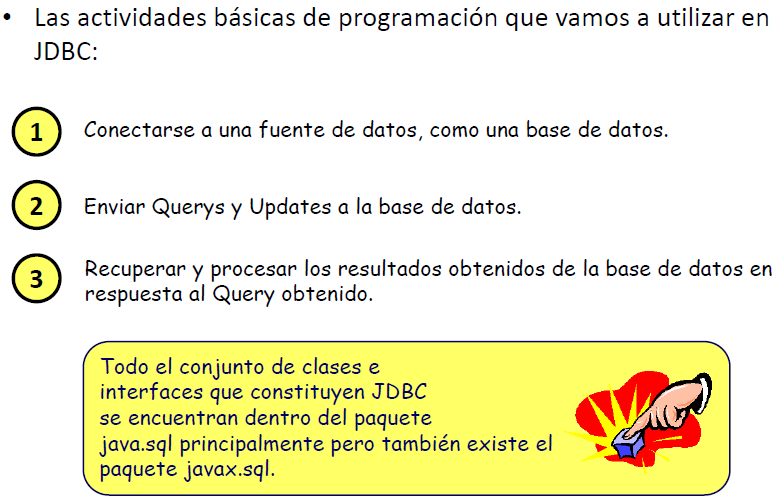 • Las actividades básicas de programación que vamos a utilizar en
JDBC:
1 Conectarse a una fuente de datos, como una base de datos.
2 Enviar Querys y Updates a la base de datos.
3 Recuperar y procesar los resultados obtenidos de la base de datos en
respuesta al Query obtenido.
Todo el conjunto de clases e
interfaces que constituyen JDBC
se encuentran dentro del paquete
java.sql principalmente pero también existe el
paquete javax.sql.